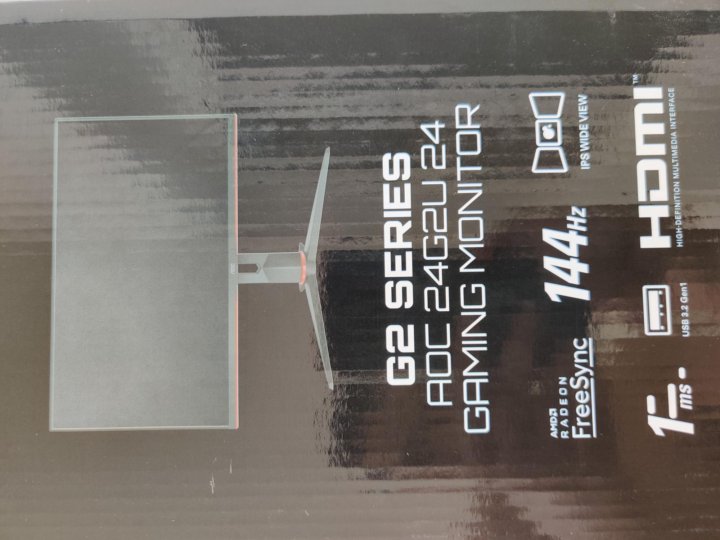 G2 SERIES
AOC 24G2U 24
GAMING MONITOR
AMD
RADEON
FreeSync
144Hz
IPS WIDE VIEW
1ms
USB 3.2 Gen1
HDMI™
HIGH-DEFINITION MULTIMEDIA INTERFACE